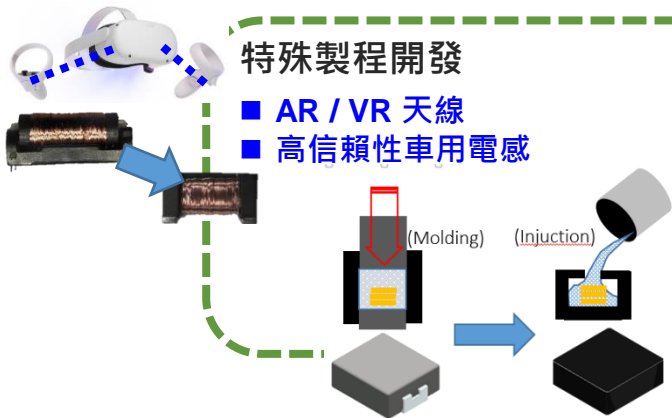 特殊製程開發
■ AR / VR 天線
■ 高信賴性車用電感
(Molding)
(Injuction)